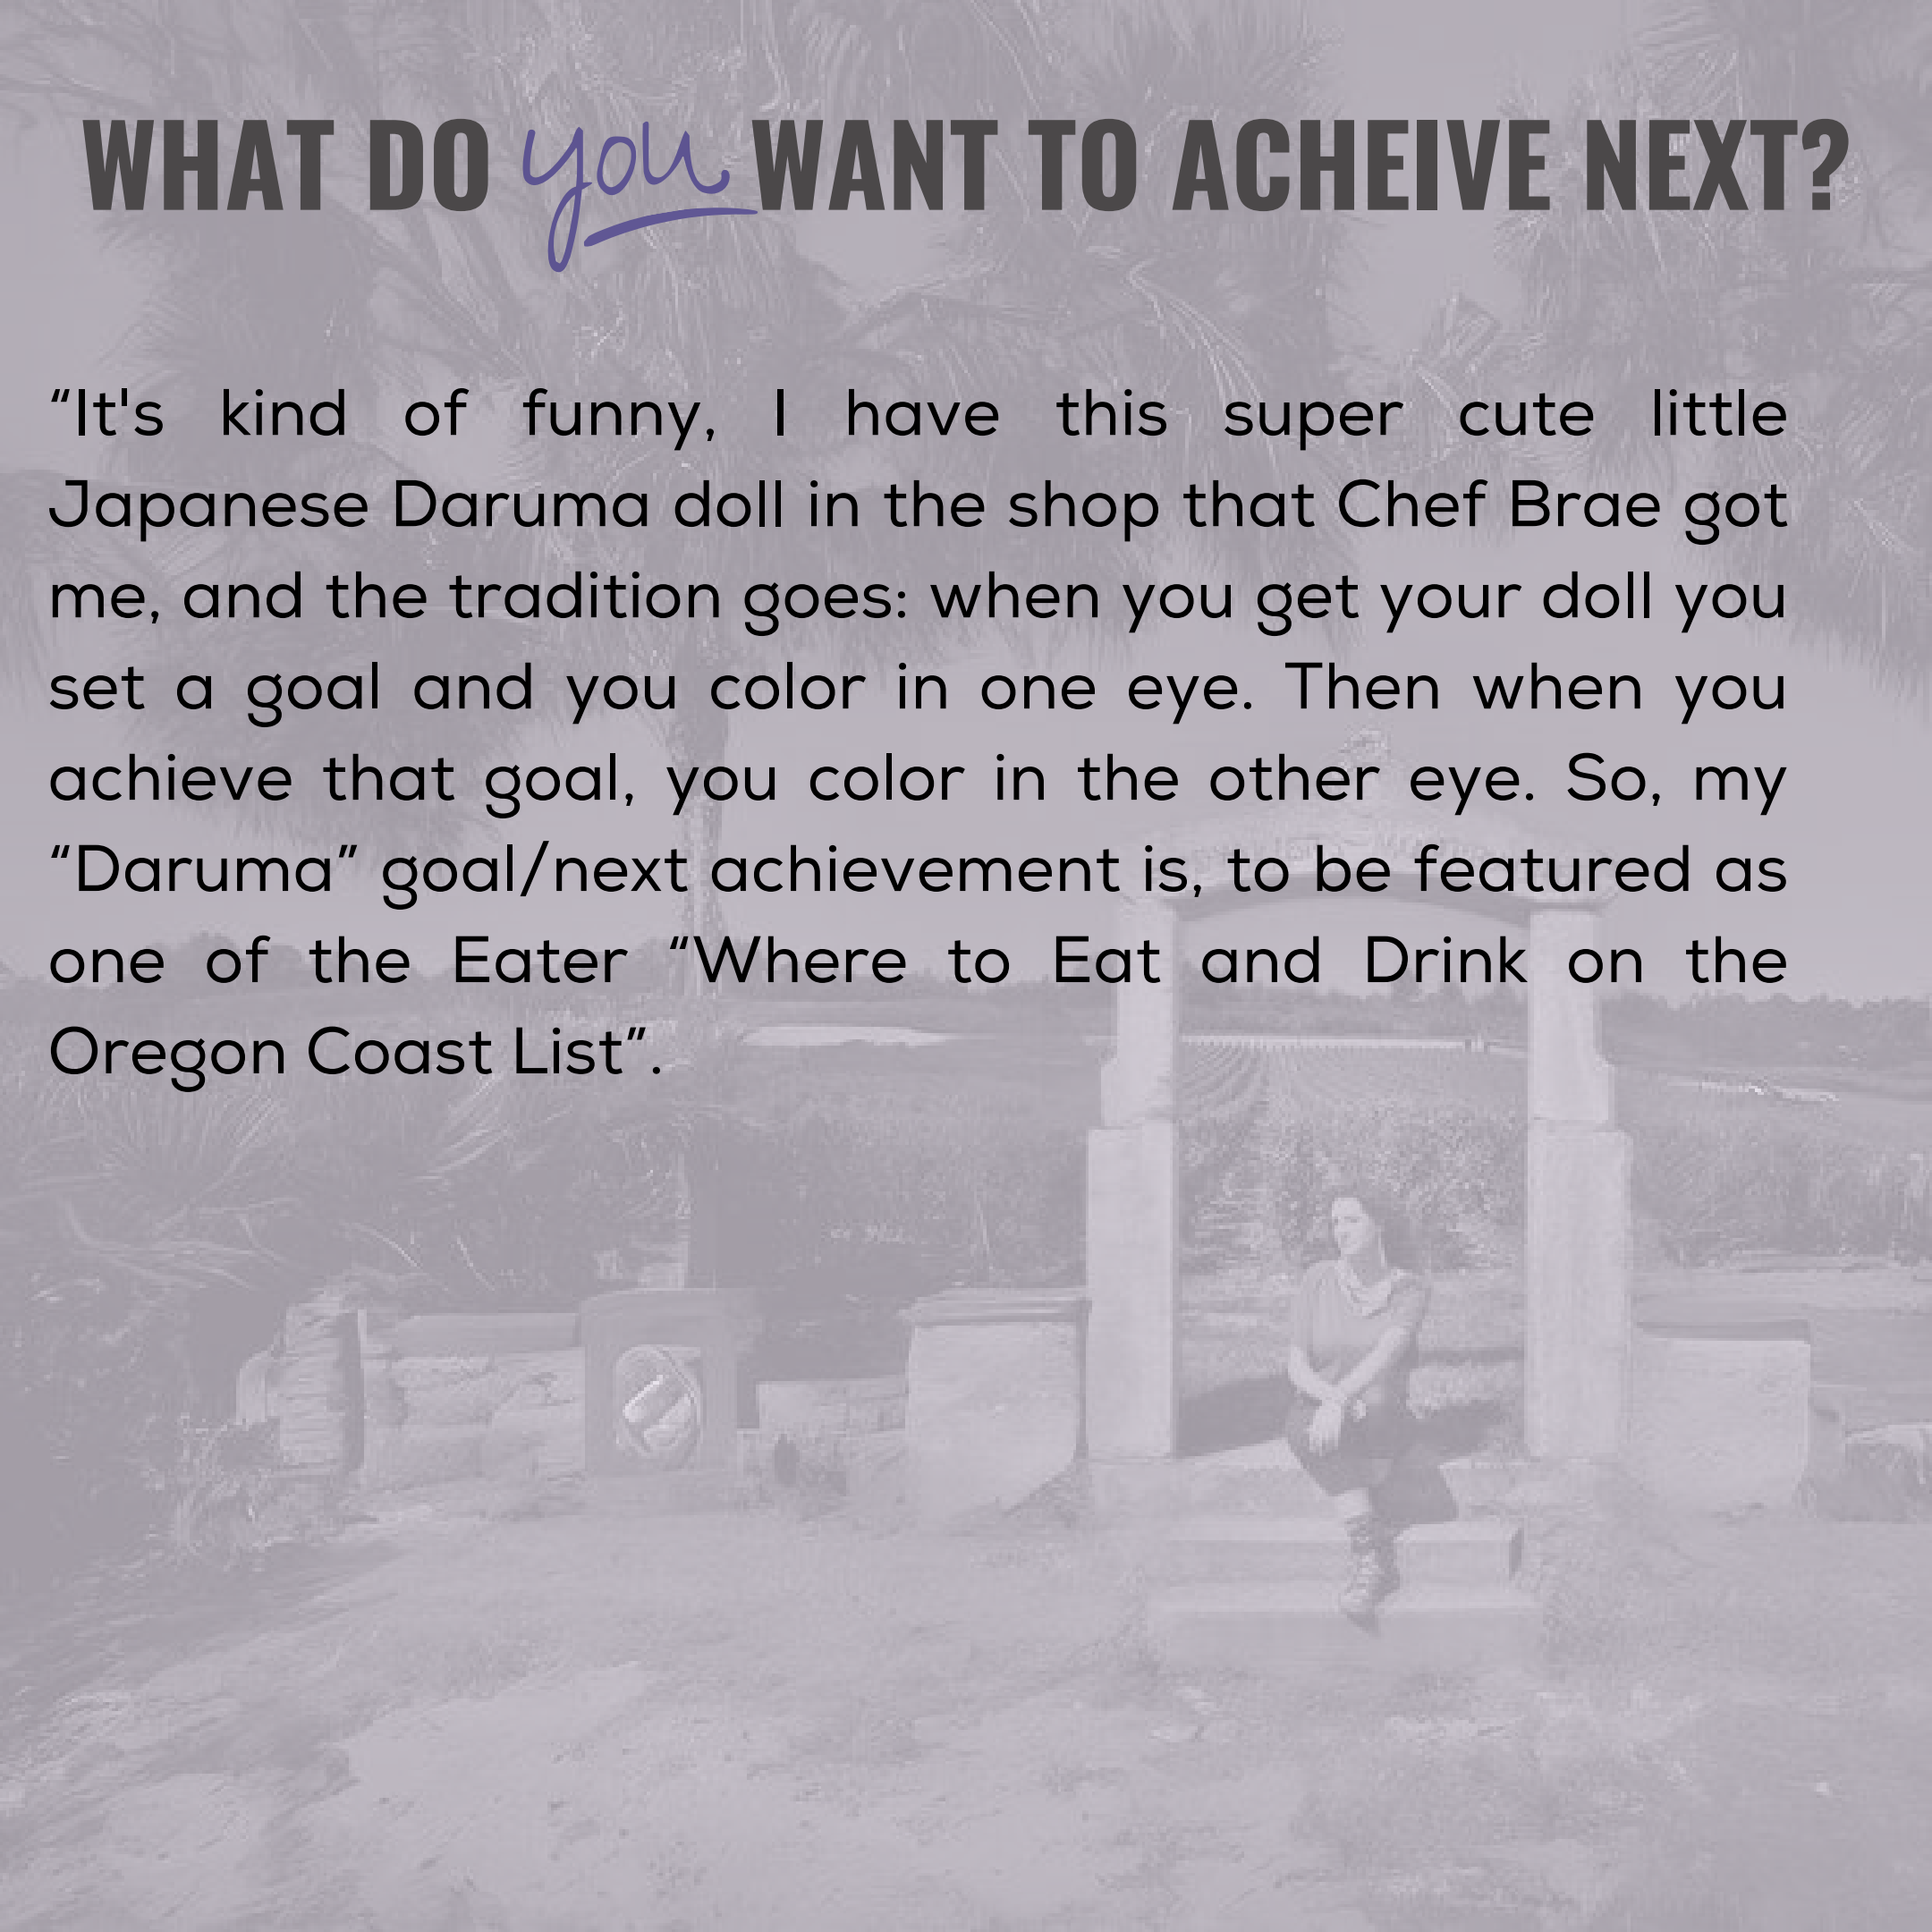 WHAT DO you WANT TO ACHEIVE NEXT?
“It's kind of funny, I have this super cute little
Japanese Daruma doll in the shop that Chef Brae got
me, and the tradition goes: when you get your doll you
set a goal and you color in one eye. Then when you
achieve that goal, you color in the other eye. So, my
“Daruma” goal/next achievement is, to be featured as
one of the Eater “Where to Eat and Drink on the
Oregon Coast List”.